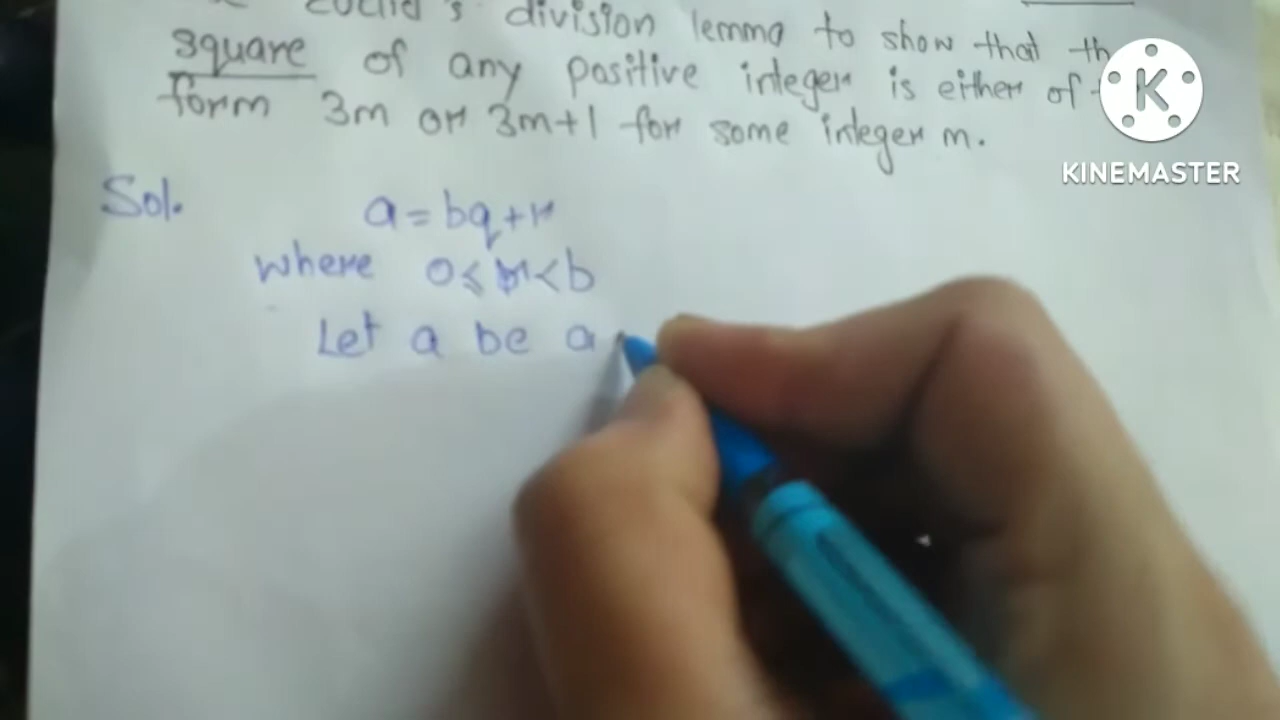 division lemma to show that
square of any positive integer is either of
form 3m or 3m+1 for some integer m.
Sol. a=bq+r
where 0≤r<b
Let a be a
K
KINEMASTER